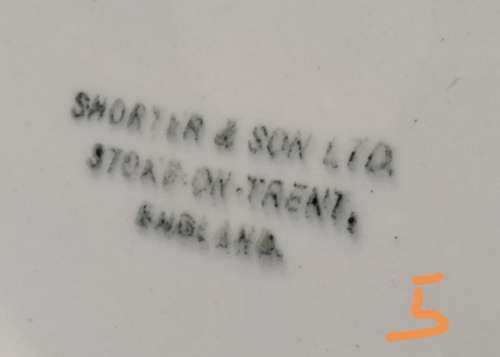 SHORTER & SON LTD.
STOKE-ON-TRENT,
ENGLAND.
5